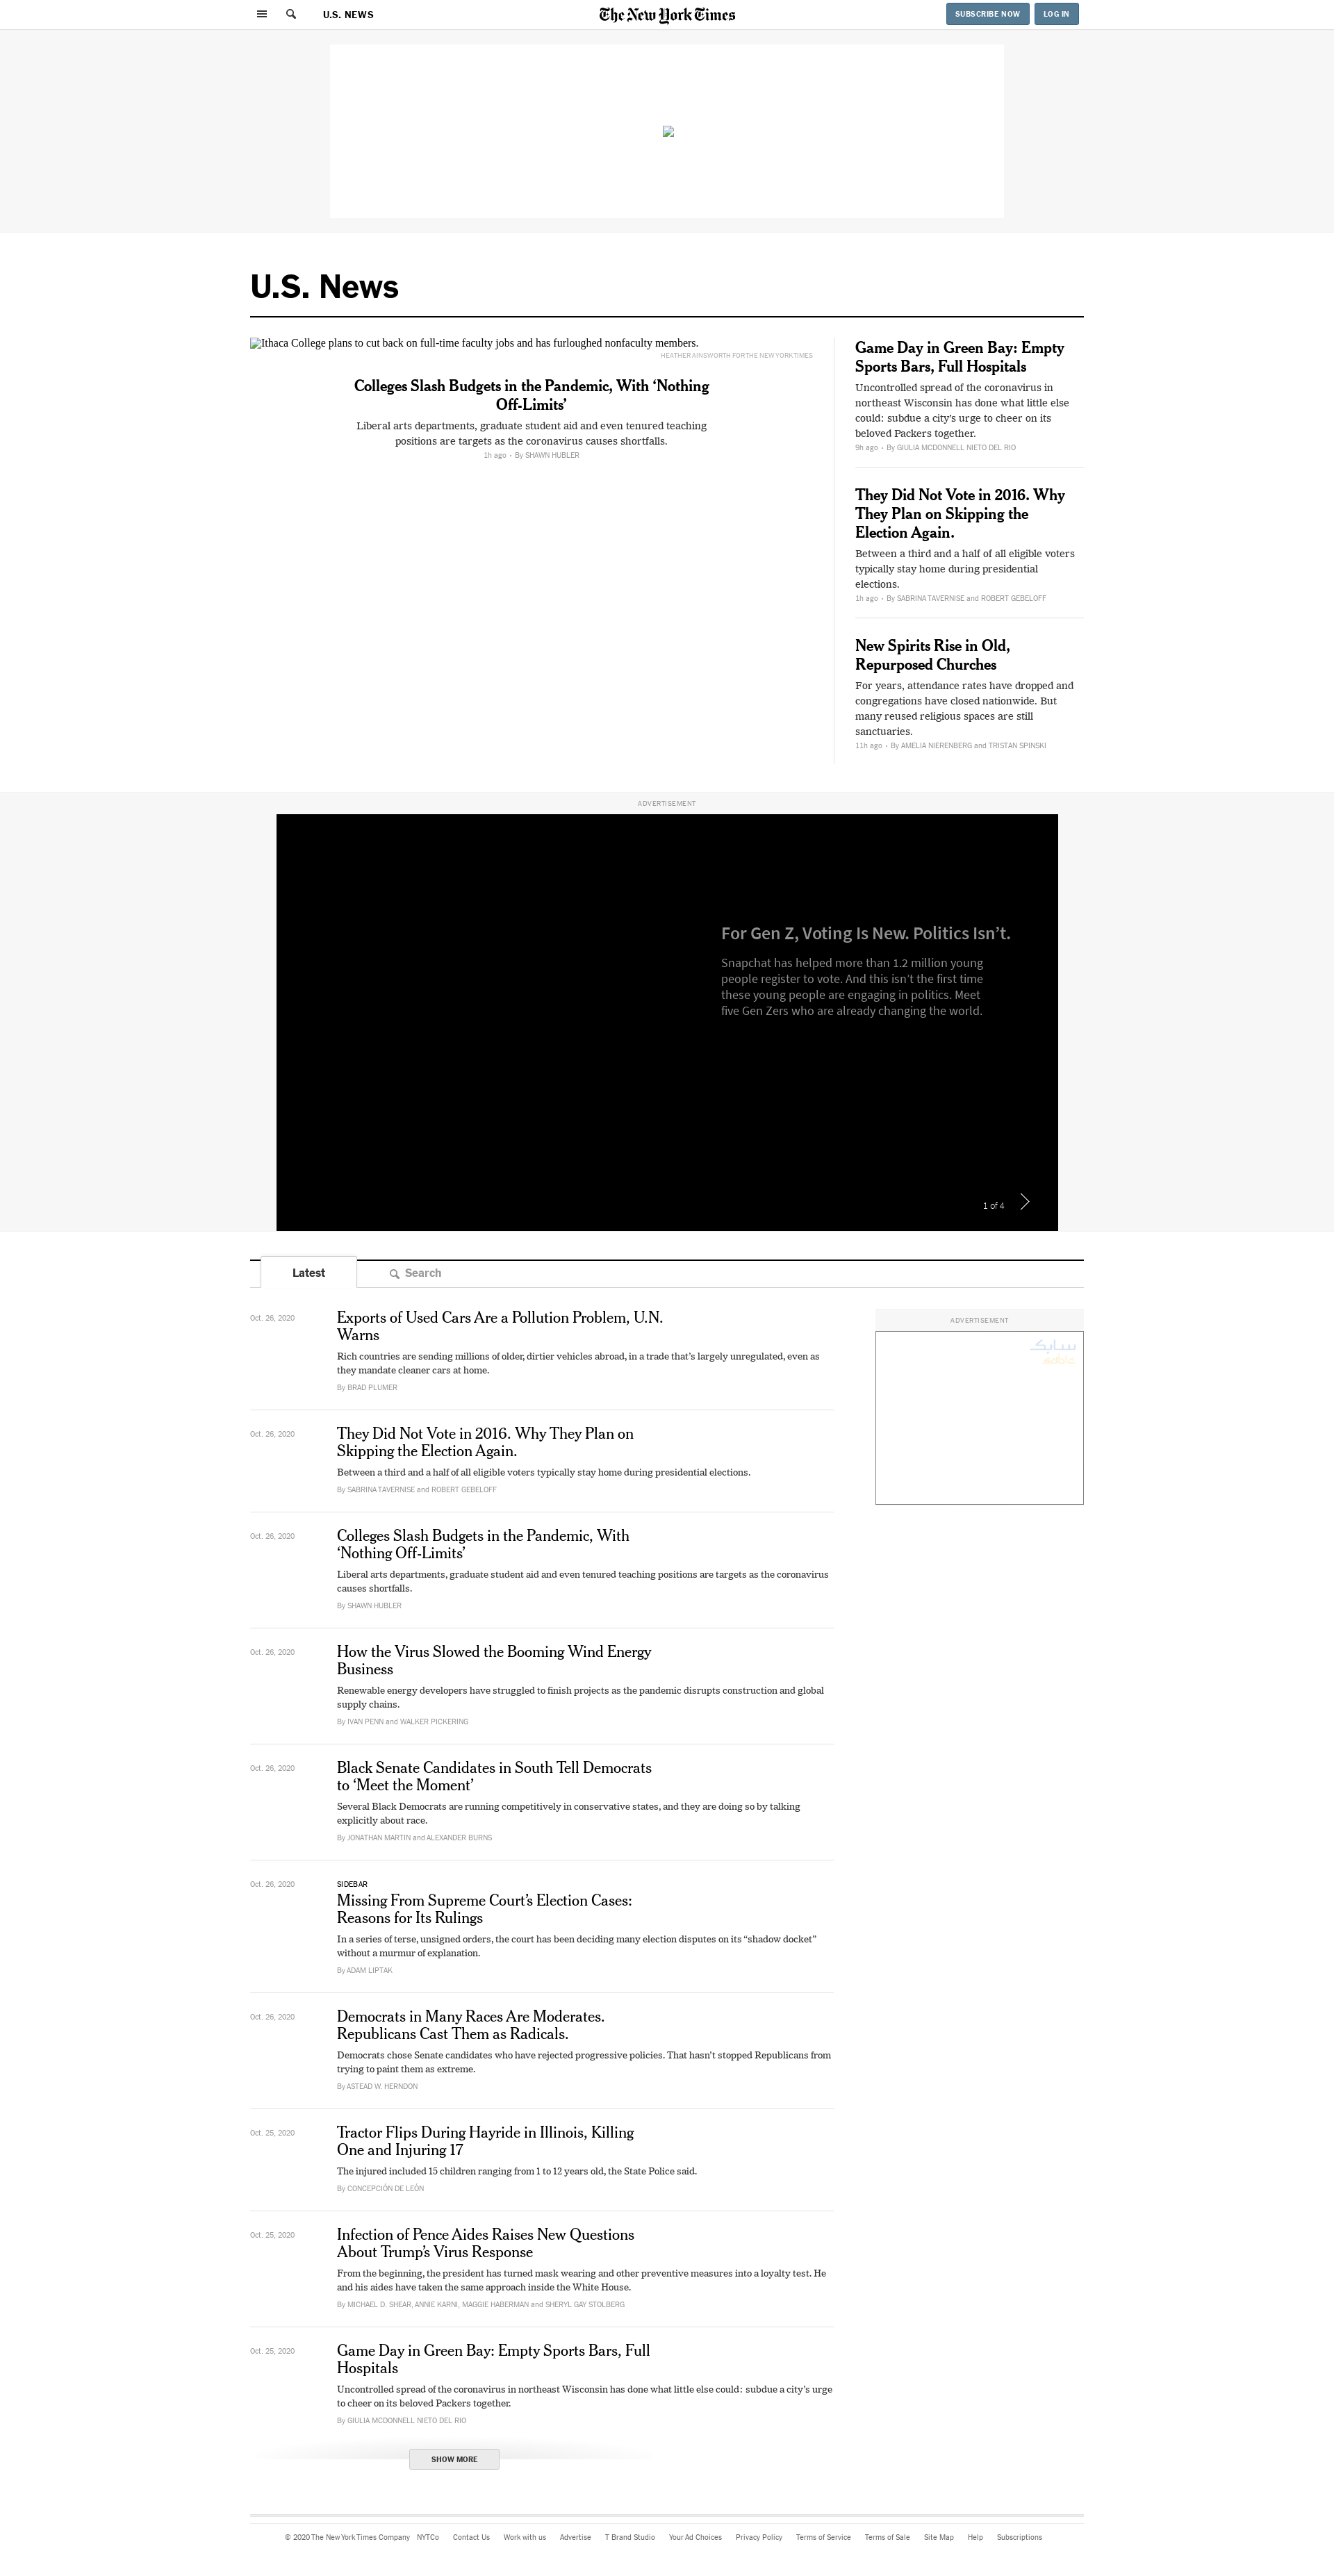 U.S. NEWS
The New York Times
SUBSCRIBE NOW
LOG IN
U.S. News
Ithaca College plans to cut back on full-time faculty jobs and has furloughed nonfaculty members.
HEATHER AINSWORTH FOR THE NEW YORK TIMES
Colleges Slash Budgets in the Pandemic, With ‘Nothing
Off-Limits’
Liberal arts departments, graduate student aid and even tenured teaching
positions are targets as the coronavirus causes shortfalls.
1h ago • By SHAWN HUBLER
Game Day in Green Bay: Empty
Sports Bars, Full Hospitals
Uncontrolled spread of the coronavirus in
northeast Wisconsin has done what little else
could: subdue a city’s urge to cheer on its
beloved Packers together.
9h ago • By GIULIA MCDONNELL NIETO DEL RIO
They Did Not Vote in 2016. Why
They Plan on Skipping the
Election Again.
Between a third and a half of all eligible voters
typically stay home during presidential
elections.
1h ago • By SABRINA TAVERNISE and ROBERT GEBELOFF
New Spirits Rise in Old,
Repurposed Churches
For years, attendance rates have dropped and
congregations have closed nationwide. But
many reused religious spaces are still
sanctuaries.
11h ago • By AMELIA NIERENBERG and TRISTAN SPINSKI
ADVERTISEMENT
For Gen Z, Voting Is New. Politics Isn’t.
Snapchat has helped more than 1.2 million young
people register to vote. And this isn’t the first time
these young people are engaging in politics. Meet
five Gen Zers who are already changing the world.
1 of 4
Latest
Search
Oct. 26, 2020
Exports of Used Cars Are a Pollution Problem, U.N.
Warns
Rich countries are sending millions of older, dirtier vehicles abroad, in a trade that’s largely unregulated, even as
they mandate cleaner cars at home.
By BRAD PLUMER
ADVERTISEMENT
سابك
sabic
Oct. 26, 2020
They Did Not Vote in 2016. Why They Plan on
Skipping the Election Again.
Between a third and a half of all eligible voters typically stay home during presidential elections.
By SABRINA TAVERNISE and ROBERT GEBELOFF
Oct. 26, 2020
Colleges Slash Budgets in the Pandemic, With
‘Nothing Off-Limits’
Liberal arts departments, graduate student aid and even tenured teaching positions are targets as the coronavirus
causes shortfalls.
By SHAWN HUBLER
Oct. 26, 2020
How the Virus Slowed the Booming Wind Energy
Business
Renewable energy developers have struggled to finish projects as the pandemic disrupts construction and global
supply chains.
By IVAN PENN and WALKER PICKERING
Oct. 26, 2020
Black Senate Candidates in South Tell Democrats
to ‘Meet the Moment’
Several Black Democrats are running competitively in conservative states, and they are doing so by talking
explicitly about race.
By JONATHAN MARTIN and ALEXANDER BURNS
Oct. 26, 2020
SIDEBAR
Missing From Supreme Court’s Election Cases:
Reasons for Its Rulings
In a series of terse, unsigned orders, the court has been deciding many election disputes on its “shadow docket”
without a murmur of explanation.
By ADAM LIPTAK
Oct. 26, 2020
Democrats in Many Races Are Moderates.
Republicans Cast Them as Radicals.
Democrats chose Senate candidates who have rejected progressive policies. That hasn’t stopped Republicans from
trying to paint them as extreme.
By ASTEAD W. HERNDON
Oct. 25, 2020
Tractor Flips During Hayride in Illinois, Killing
One and Injuring 17
The injured included 15 children ranging from 1 to 12 years old, the State Police said.
By CONCEPCIÓN DE LEÓN
Oct. 25, 2020
Infection of Pence Aides Raises New Questions
About Trump’s Virus Response
From the beginning, the president has turned mask wearing and other preventive measures into a loyalty test. He
and his aides have taken the same approach inside the White House.
By MICHAEL D. SHEAR, ANNIE KARNI, MAGGIE HABERMAN and SHERYL GAY STOLBERG
Oct. 25, 2020
Game Day in Green Bay: Empty Sports Bars, Full
Hospitals
Uncontrolled spread of the coronavirus in northeast Wisconsin has done what little else could: subdue a city’s urge
to cheer on its beloved Packers together.
By GIULIA MCDONNELL NIETO DEL RIO
SHOW MORE
© 2020 The New York Times Company NYTCo Contact Us Work with us Advertise T Brand Studio Your Ad Choices Privacy Policy Terms of Service Terms of Sale Site Map Help Subscriptions